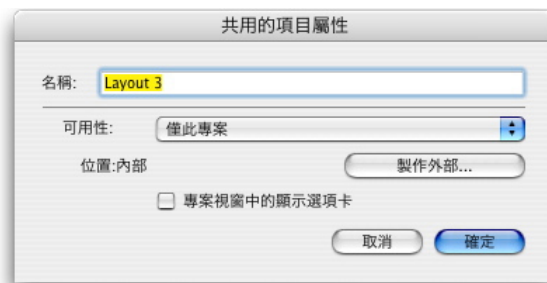 共用的項目屬性
名稱: Layout 3
可用性: 僅此專案
位置:內部 製作外部...
專案視窗中的顯示選項卡
取消 確定